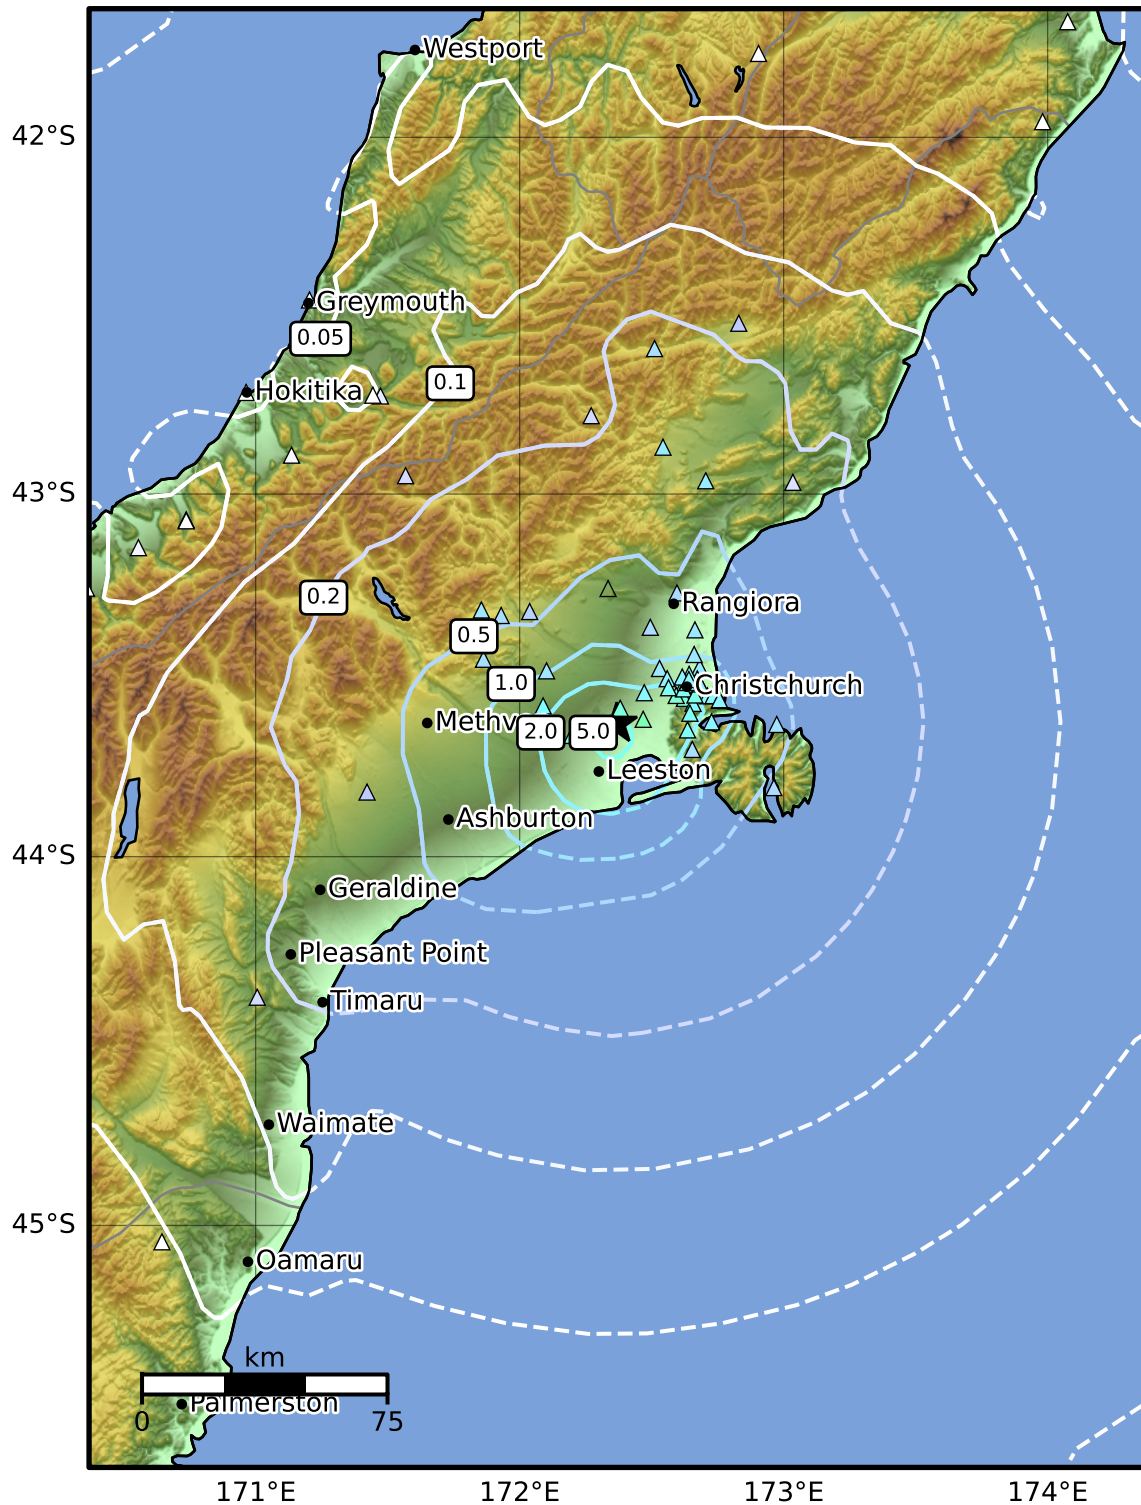 Westport
42°S
Greymouth
0.05
0.1
Hokitika
43°S
0.2
Rangiora
0.5
1.0
Christchurch
Methv
2.0
5.0
Leeston
Ashburton
44°S
Geraldine
Pleasant Point
Timaru
Waimate
45°S
Oamaru
km
Palmerston
0
75
171°E
172°E
173°E
174°E